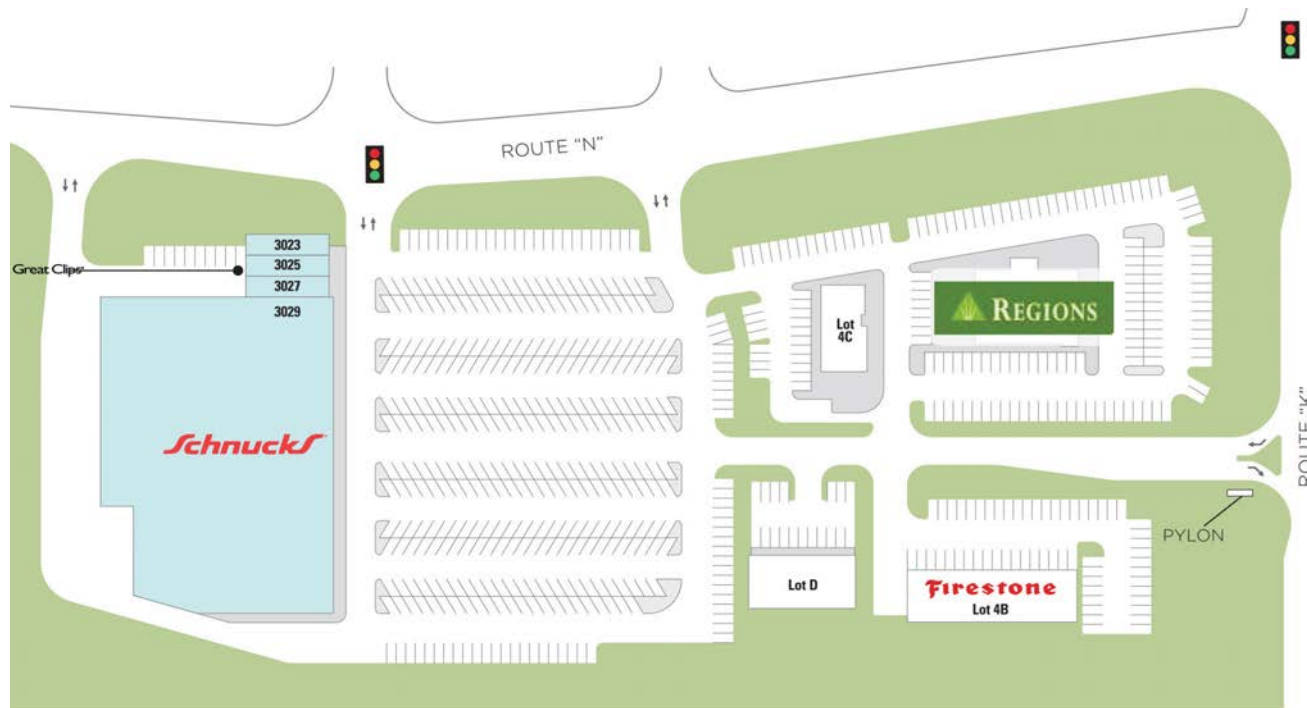 ROUTE "N"
3023
3025
Great Clips
3027
3029
Schnucks
Lot
4C
REGIONS
ROUTE "K"
PYLON
Lot D
Firestone
Lot 4B